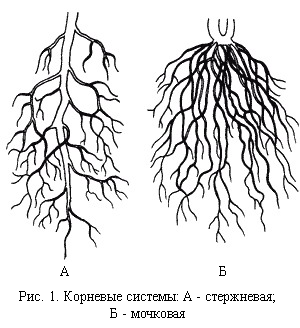 А Б
Рис. 1. Корневые системы: А - стержневая;
Б - мочковая